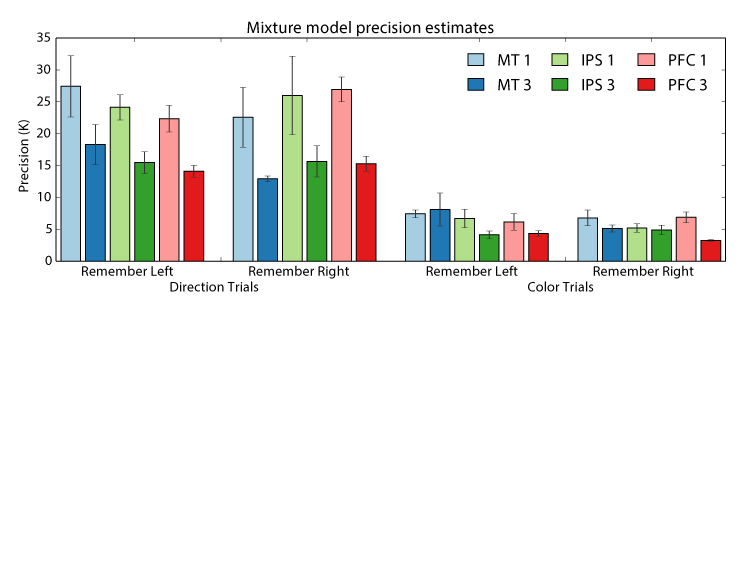 Mixture model precision estimates
35
30
25
20
15
10
5
0
Precision (K)
MT 1 IPS 1 PFC 1
MT 3 IPS 3 PFC 3
Remember Left Remember Right Remember Left Remember Right
Direction Trials Color Trials